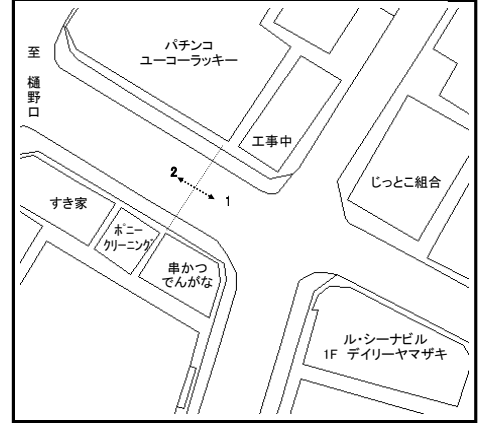 至 樋野口
パチンコ
ユーコーラッキー
工事中
じっとこ組合
2
1
すき家
ポニー
クリーニング
串かつ
でんがな
ル・シーナビル
1F デイリーヤマザキ